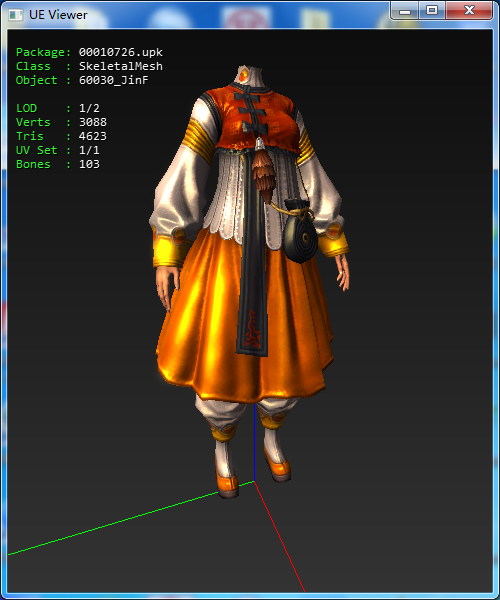 UE Viewer
Package: 00010726.upk
Class : SkeletalMesh
Object : 60030_JinF
LOD : 1/2
Verts : 3088
Tris : 4623
UV Set : 1/1
Bones : 103